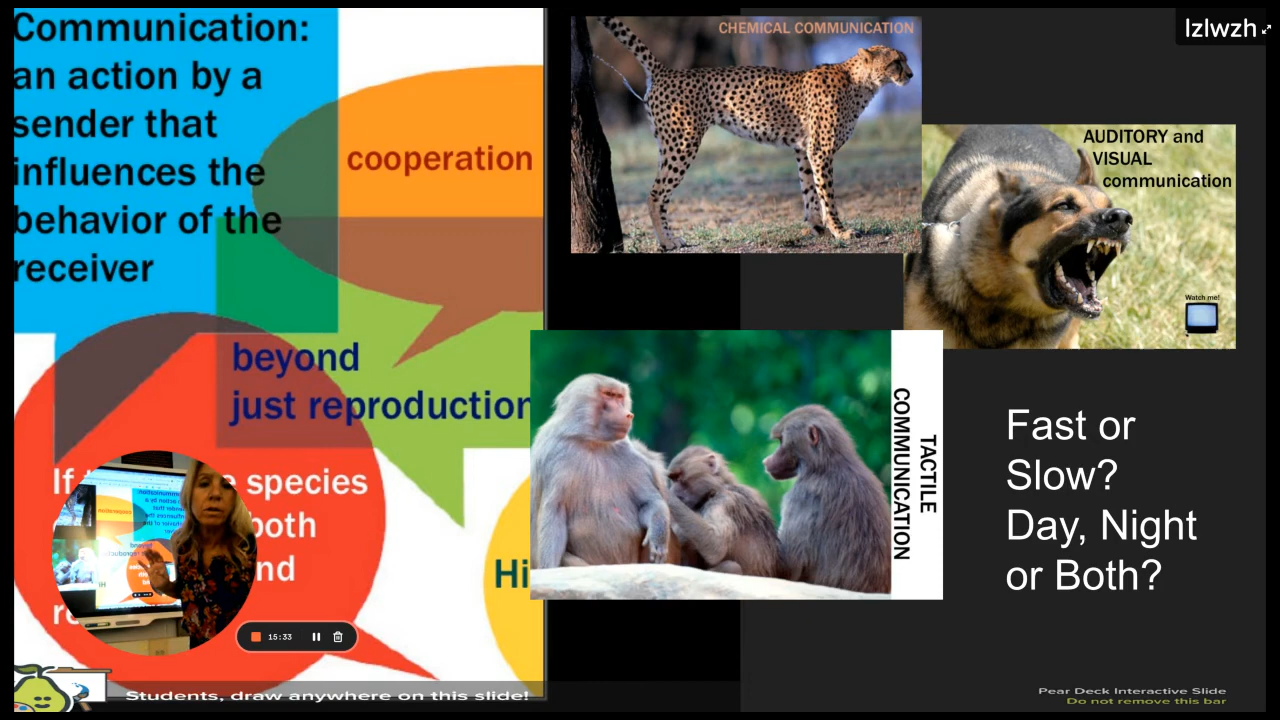 Communication:
an action by a
sender that
influences the
behavior of the
receiver
cooperation
beyond
just reproduction
If
species
both
Hi
15:33
Students, draw anywhere on this slide!
CHEMICAL COMMUNICATION
lzlwzh
AUDITORY and
VISUAL
communication
Watch me!
TACTILE
COMMUNICATION
Fast or
Slow?
Day, Night
or Both?
Pear Deck Interactive Slide
Do not remove this bar